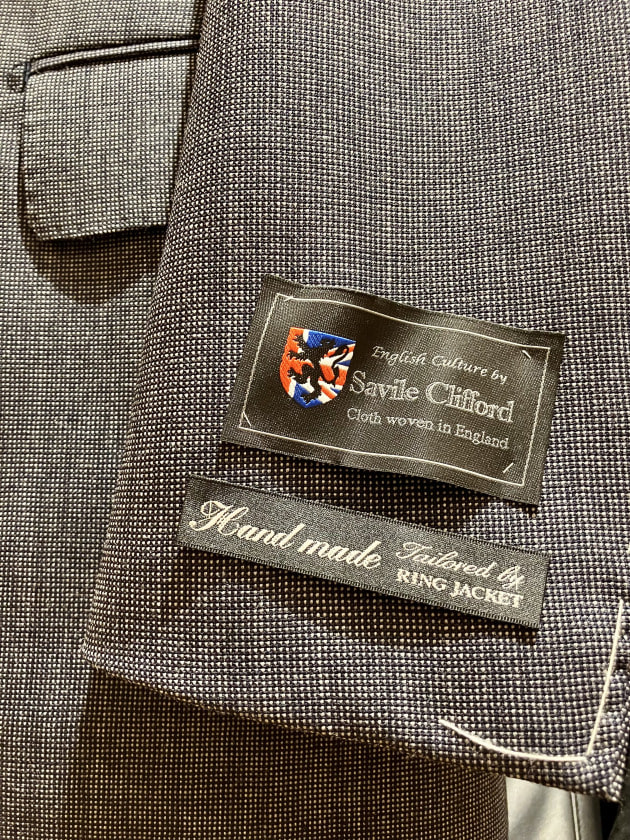 English Culture by
Savile Clifford
Cloth woven in England
Hand made
Tailored by
RING JACKET